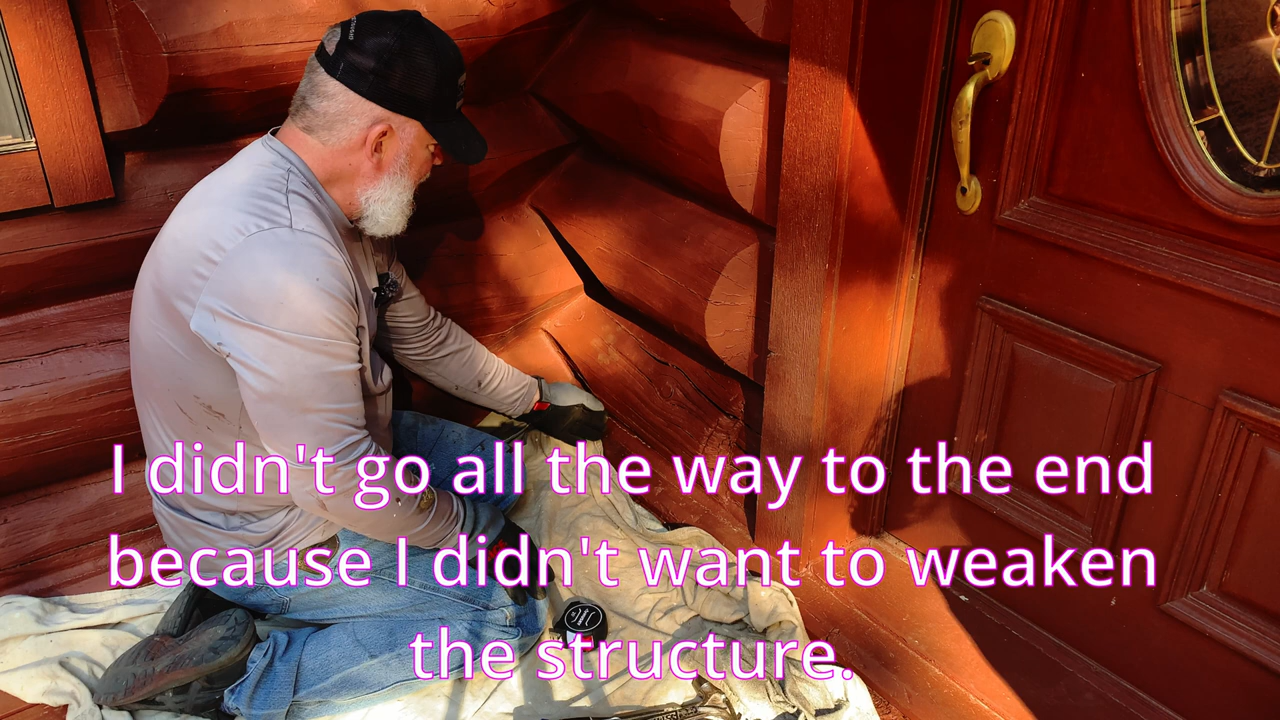 I didn't go all the way to the end
because I didn't want to weaken
the structure.